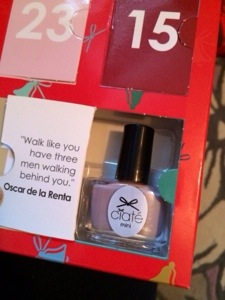 23
15
"Walk like you
have three
men walking
behind you."
Oscar de la Renta
ciaté
mini